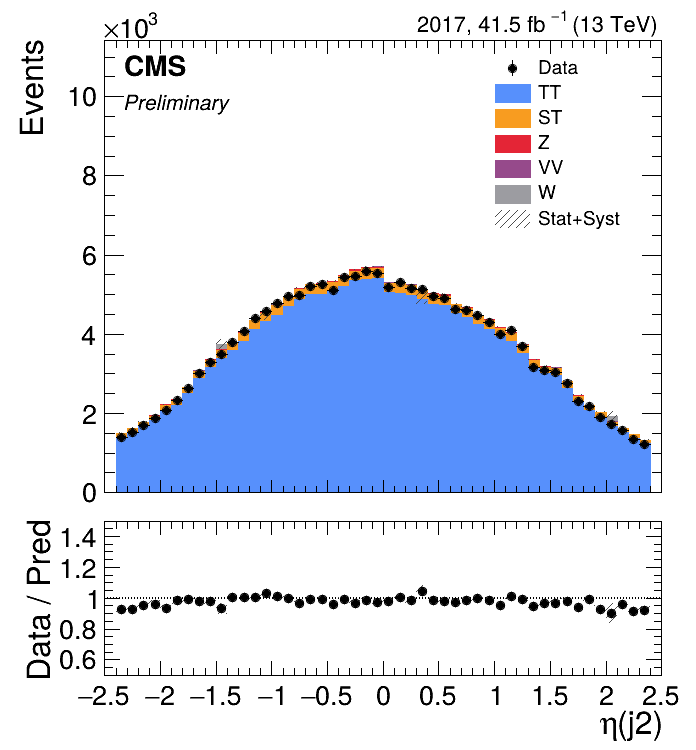 ×10³
2017, 41.5 fb⁻¹ (13 TeV)
Events
CMS
Preliminary
Data
TT
ST
Z
VV
W
Stat+Syst
10
8
6
4
2
0
Data / Pred
1.4
1.2
1
0.8
0.6
−2.5 −2 −1.5 −1 −0.5 0 0.5 1 1.5 2 2.5
η(j2)